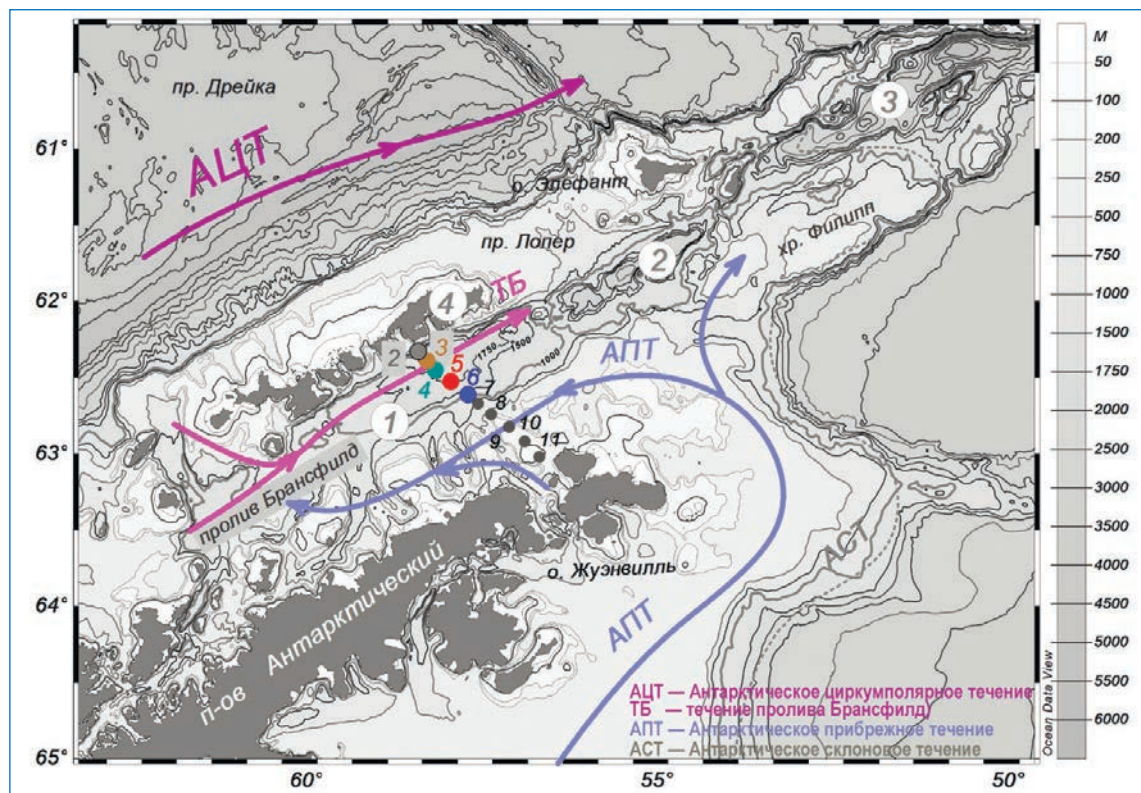 М
50
100
200
250
500
750
1000
1500
1750
2000
2500
3000
3500
4000
4500
5000
5500
6000
61°
62°
63°
64°
65°
60°
55°
50°
пр. Дрейка
АЦТ
3
о. Элефант
хр. Филипп
пр. Лопер
2
4
ТБ
2
3
4
5
6
7
8
9
10
11
1750
1500
1000
АПТ
1
пролив Брансфилд
АСТ
о. Жуэнвилль
п-ов Антарктический
АПТ
АЦТ — Антарктическое циркумполярное течение
ТБ — течение пролива Брансфилд)
АПТ — Антарктическое прибрежное течение
АСТ — Антарктическое склоновое течение
Ocean Data View